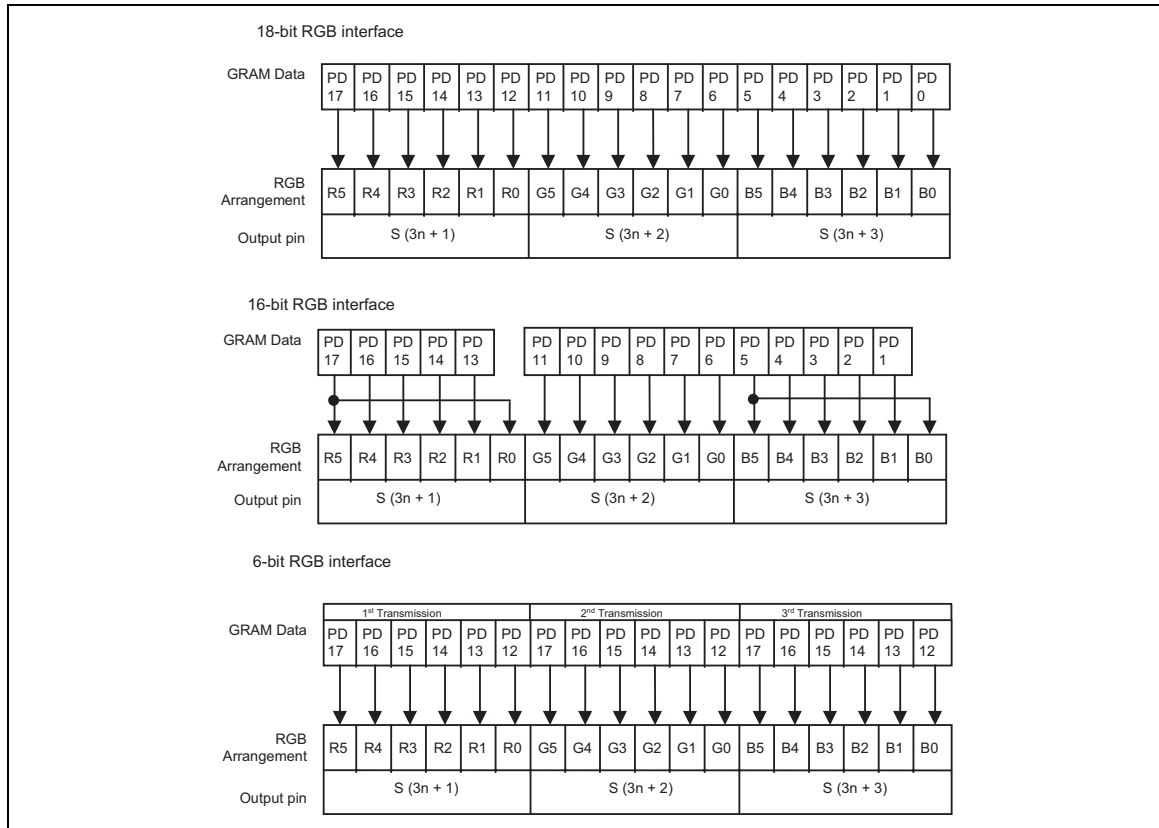 18-bit RGB interface
GRAM Data
PD 17 PD 16 PD 15 PD 14 PD 13 PD 12 PD 11 PD 10 PD 9 PD 8 PD 7 PD 6 PD 5 PD 4 PD 3 PD 2 PD 1 PD 0
RGB Arrangement
R5 R4 R3 R2 R1 R0 G5 G4 G3 G2 G1 G0 B5 B4 B3 B2 B1 B0
Output pin
S (3n + 1) S (3n + 2) S (3n + 3)
16-bit RGB interface
GRAM Data
PD 17 PD 16 PD 15 PD 14 PD 13 PD 11 PD 10 PD 9 PD 8 PD 7 PD 6 PD 5 PD 4 PD 3 PD 2 PD 1
RGB Arrangement
R5 R4 R3 R2 R1 R0 G5 G4 G3 G2 G1 G0 B5 B4 B3 B2 B1 B0
Output pin
S (3n + 1) S (3n + 2) S (3n + 3)
6-bit RGB interface
1st Transmission 2nd Transmission 3rd Transmission
GRAM Data
PD 17 PD 16 PD 15 PD 14 PD 13 PD 12 PD 17 PD 16 PD 15 PD 14 PD 13 PD 12 PD 17 PD 16 PD 15 PD 14 PD 13 PD 12
RGB Arrangement
R5 R4 R3 R2 R1 R0 G5 G4 G3 G2 G1 G0 B5 B4 B3 B2 B1 B0
Output pin
S (3n + 1) S (3n + 2) S (3n + 3)